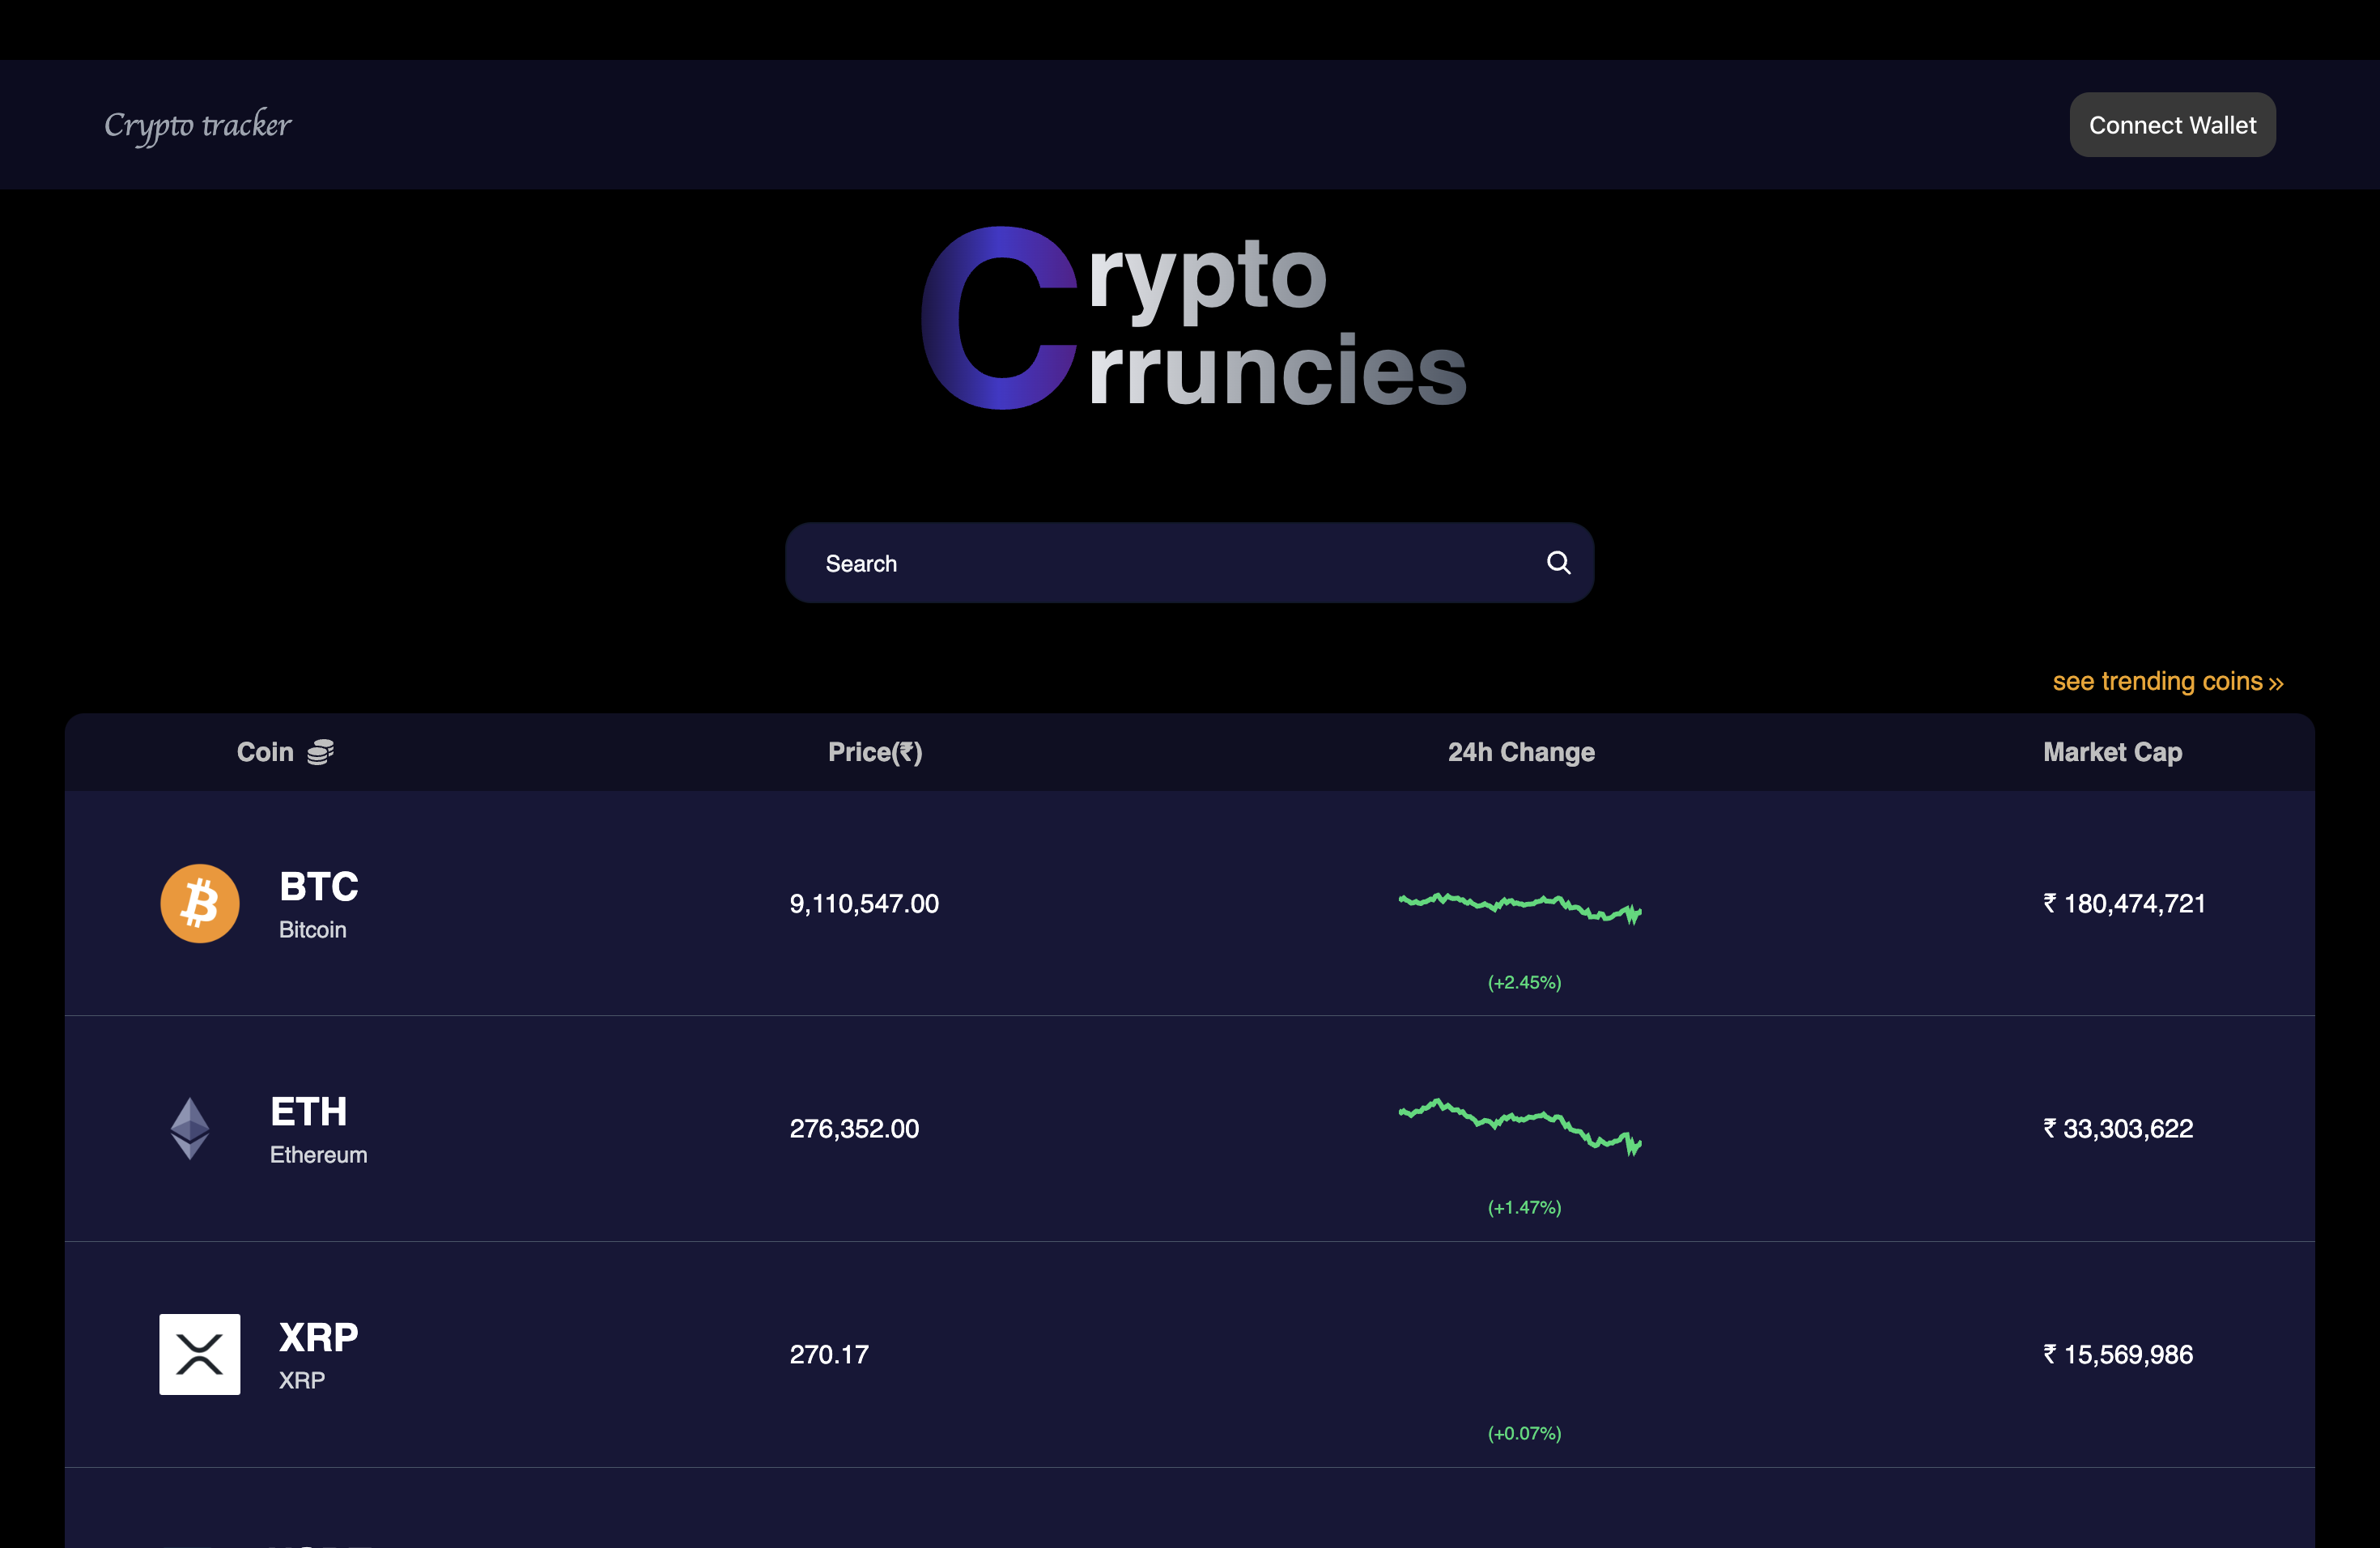 Crypto tracker
Connect Wallet
Crypto
rruncies
Search
see trending coins »
Coin Price(₹) 24h Change Market Cap
BTC
Bitcoin
9,110,547.00
(+2.45%)
₹ 180,474,721
ETH
Ethereum
276,352.00
(+1.47%)
₹ 33,303,622
XRP
XRP
270.17
(+0.07%)
₹ 15,569,986